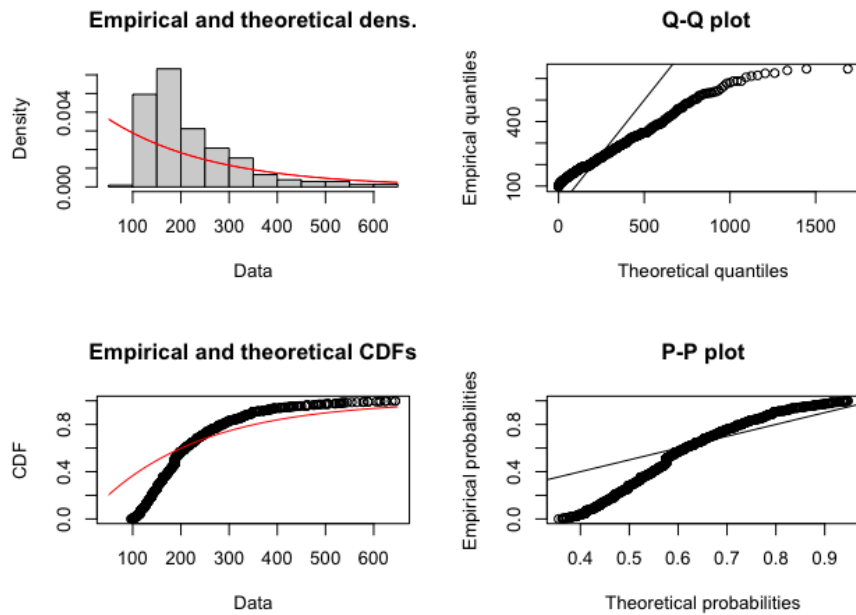 Empirical and theoretical dens.
Density
0.000 0.004
100 200 300 400 500 600
Data
Q-Q plot
Empirical quantiles
100 400
0 500 1000 1500
Theoretical quantiles
Empirical and theoretical CDFs
CDF
0.0 0.4 0.8
100 200 300 400 500 600
Data
P-P plot
Empirical probabilities
0.0 0.4 0.8
0.4 0.5 0.6 0.7 0.8 0.9
Theoretical probabilities